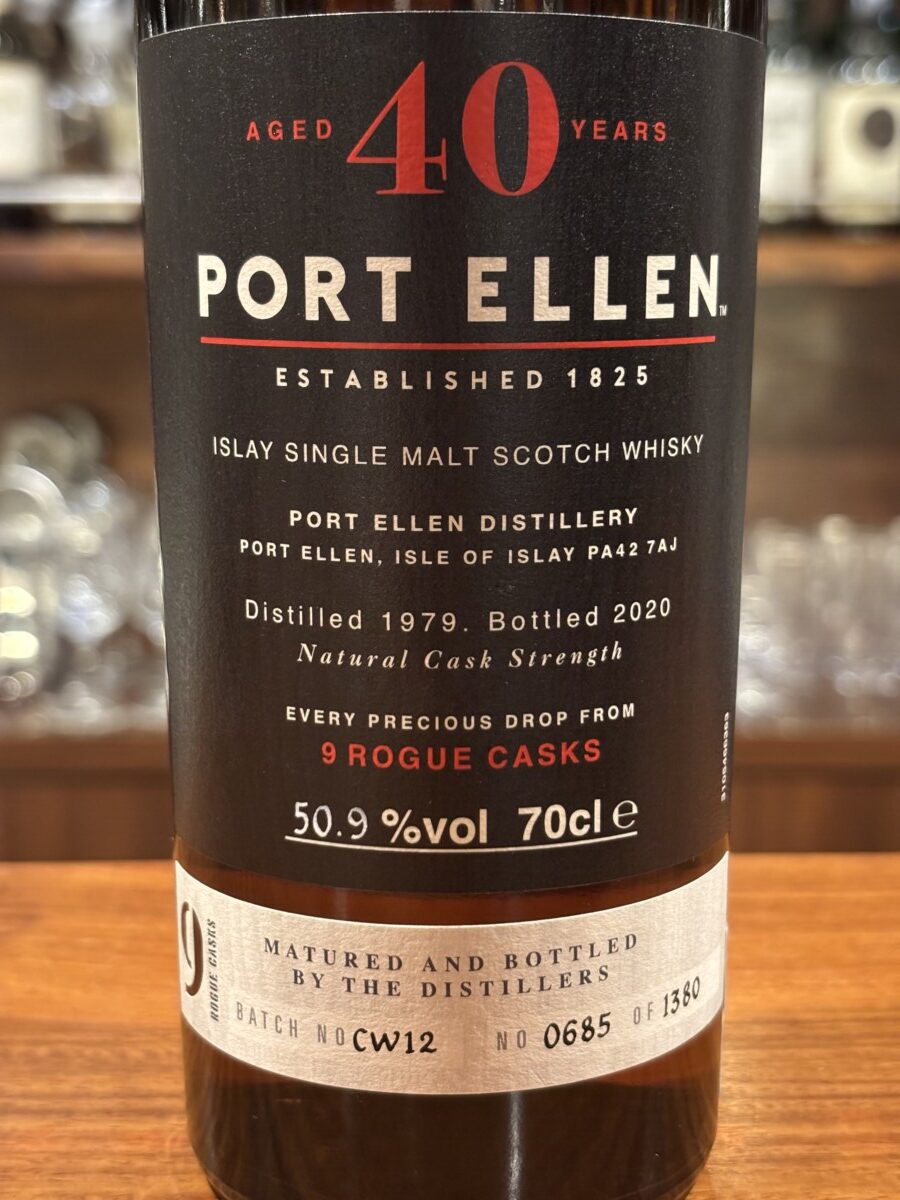 AGED 40 YEARS
PORT ELLEN™
ESTABLISHED 1825
ISLAY SINGLE MALT SCOTCH WHISKY
PORT ELLEN DISTILLERY
PORT ELLEN, ISLE OF ISLAY PA42 7AJ
Distilled 1979. Bottled 2020
Natural Cask Strength
EVERY PRECIOUS DROP FROM
9 ROGUE CASKS
50.9 %vol 70cl e
9 ROGUE CASKS
MATURED AND BOTTLED
BY THE DISTILLERS
BATCH NO CW12 NO 0685 OF 1380